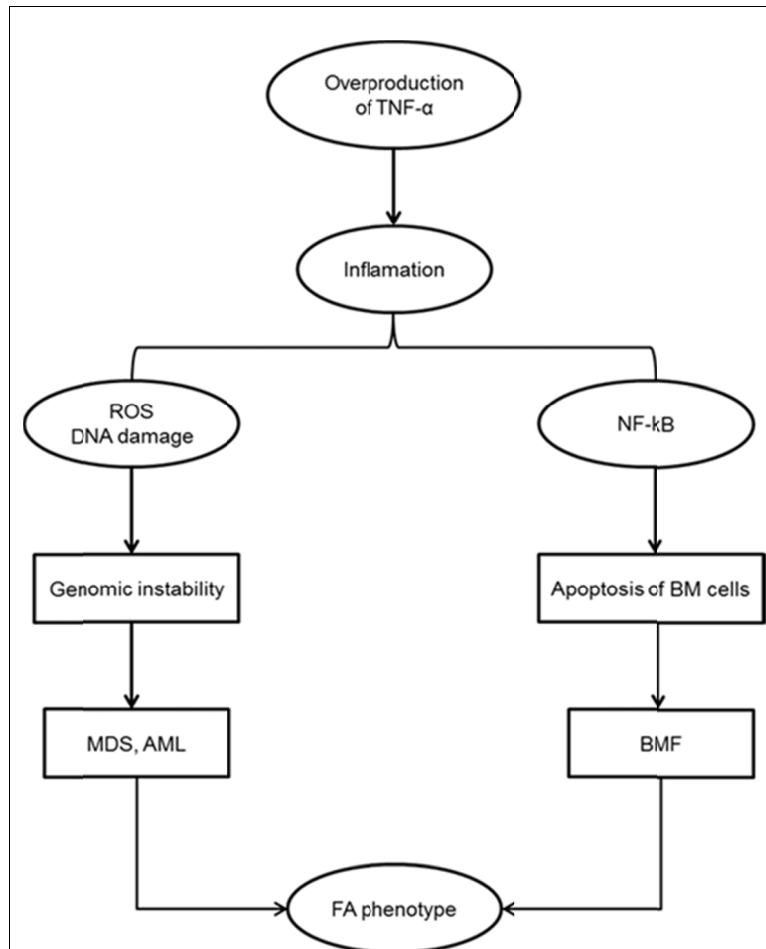 Overproduction
of TNF-α
Inflamation
ROS
DNA damage
NF-kB
Genomic instability
Apoptosis of BM cells
MDS, AML
BMF
FA phenotype